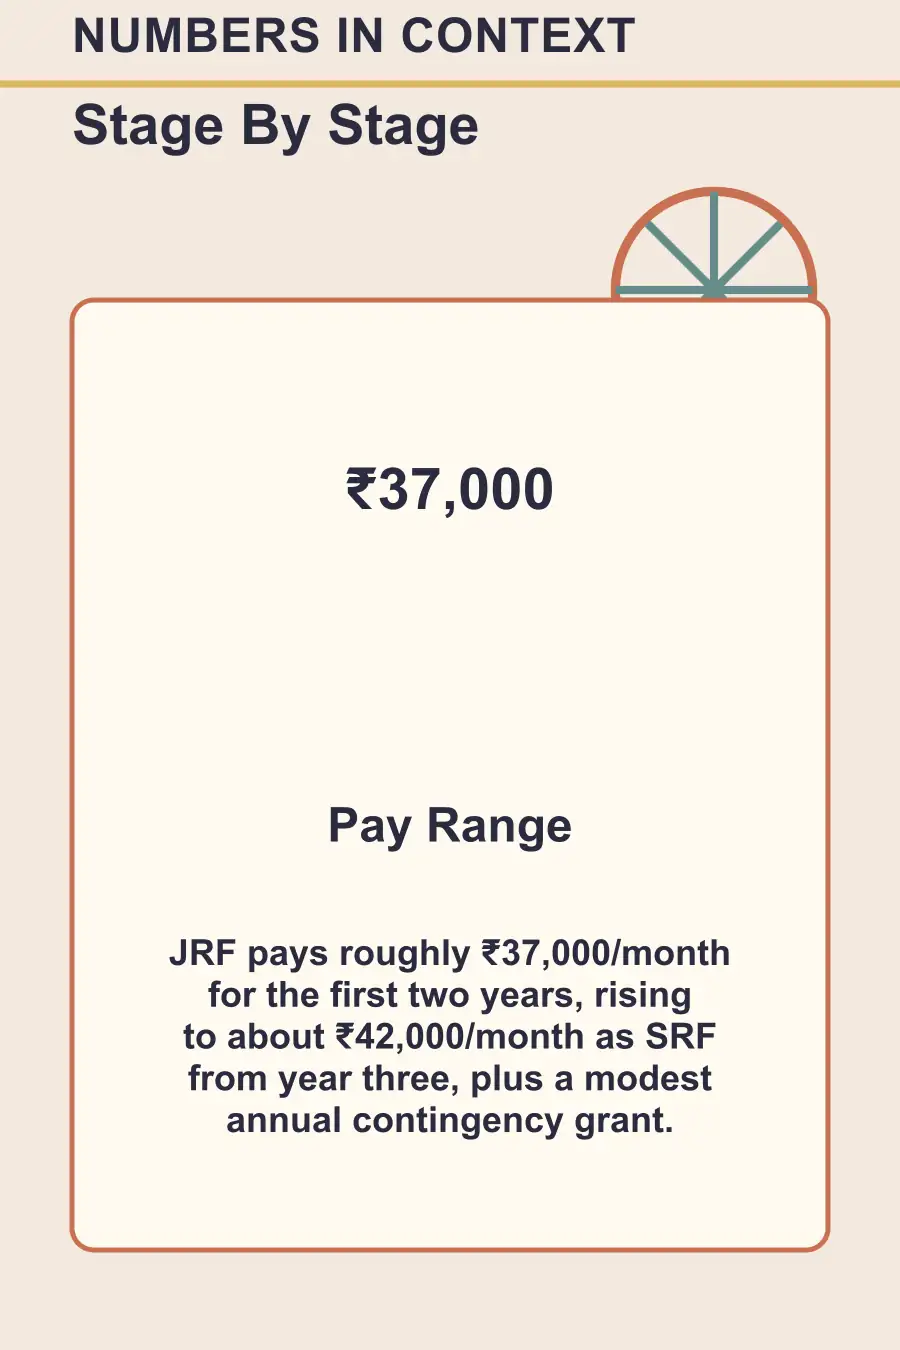 NUMBERS IN CONTEXT
Stage By Stage
₹37,000
Pay Range
JRF pays roughly ₹37,000/month
for the first two years, rising
to about ₹42,000/month as SRF
from year three, plus a modest
annual contingency grant.